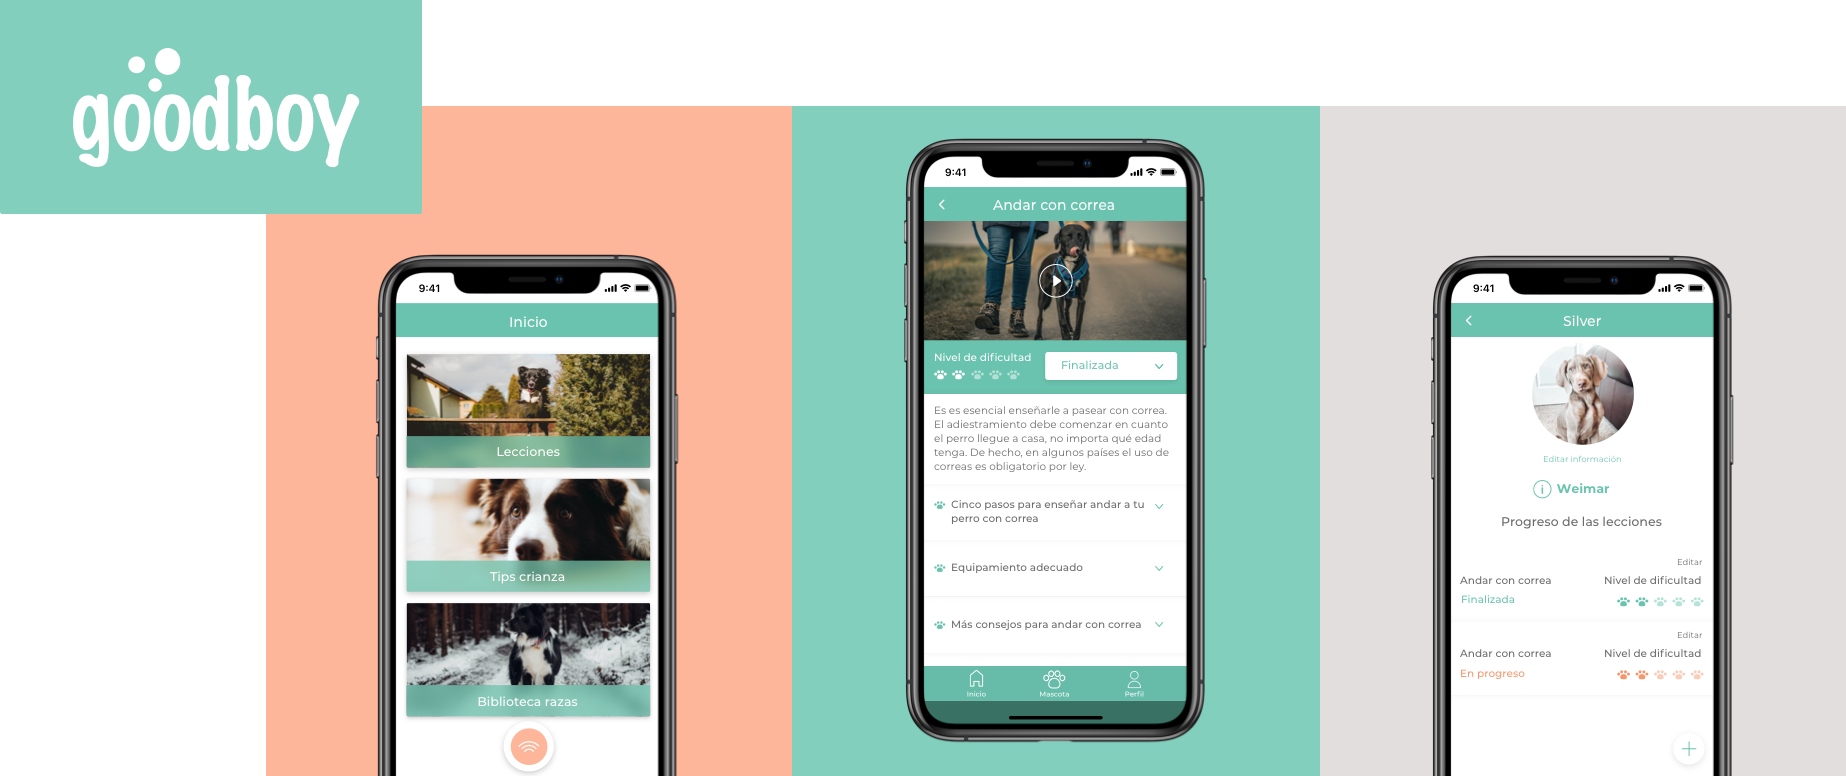 goodboy
9:41
Inicio
Lecciones
Tips crianza
Biblioteca razas
9:41
Andar con correa
Nivel de dificultad
Finalizada
Es es esencial enseñarle a pasear con correa.
El adiestramiento debe comenzar en cuanto
el perro llegue a casa, no importa qué edad
tenga. De hecho, en algunos países el uso de
correas es obligatorio por ley.
Cinco pasos para enseñar andar a tu
perro con correa
Equipamiento adecuado
Más consejos para andar con correa
Inicio Mascota Perfil
9:41
Silver
Editar información
i Weimar
Progreso de las lecciones
Editar
Andar con correa Nivel de dificultad
Finalizada
Editar
Andar con correa Nivel de dificultad
En progreso